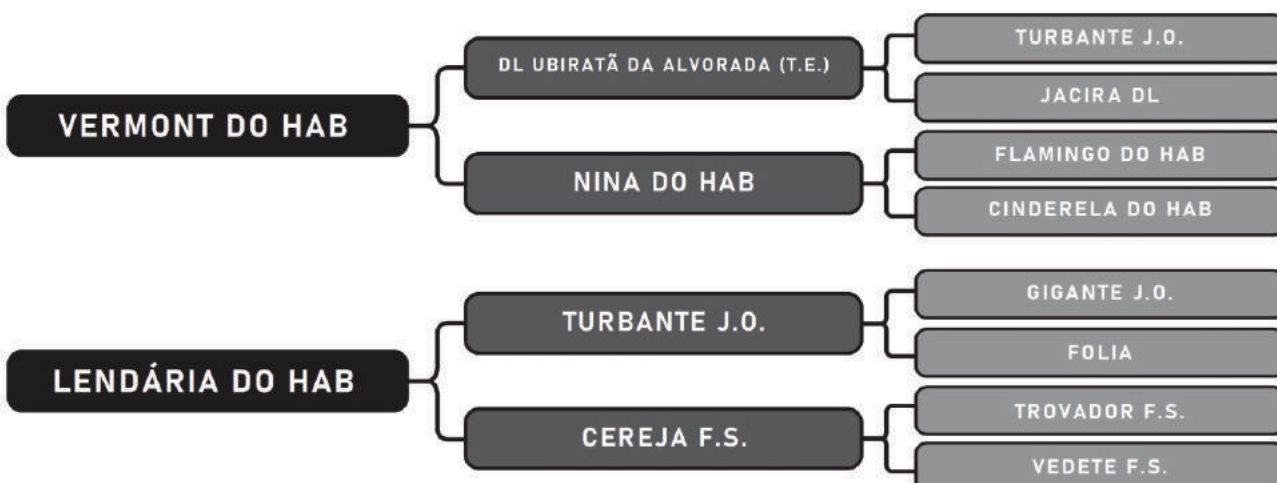 VERMONT DO HAB
DL UBIRATÃ DA ALVORADA (T.E.)
TURBANTE J.O.
JACIRA DL
NINA DO HAB
FLAMINGO DO HAB
CINDERELA DO HAB
LENDÁRIA DO HAB
TURBANTE J.O.
GIGANTE J.O.
FOLIA
CEREJA F.S.
TROVADOR F.S.
VEDETE F.S.